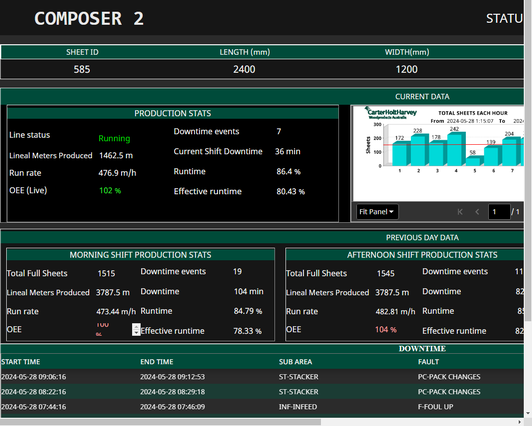 COMPOSER 2 STATU
SHEET ID LENGTH (mm) WIDTH(mm)
585 2400 1200
CURRENT DATA
PRODUCTION STATS
Line status Running Downtime events 7
Lineal Meters Produced 1462.5 m Current Shift Downtime 36 min
Run rate 476.9 m/h Runtime 86.4 %
OEE (Live) 102 % Effective runtime 80.43 %
CarterHoltHarvey
Woodproducts Australia
TOTAL SHEETS EACH HOUR
From 2024-05-28 1:15:07 To 2024-
Sheets
300
200
100
0
172 228 178 242 58 139 204
1 2 3 4 5 6 7
Fit Panel 1 / 1
PREVIOUS DAY DATA
MORNING SHIFT PRODUCTION STATS
Total Full Sheets 1515 Downtime events 19
Lineal Meters Produced 3787.5 m Downtime 104 min
Run rate 473.44 m/h Runtime 84.79 %
OEE 100 % Effective runtime 78.33 %
AFTERNOON SHIFT PRODUCTION STATS
Total Full Sheets 1545 Downtime events 11
Lineal Meters Produced 3787.5 m Downtime 82
Run rate 482.81 m/h Runtime 85
OEE 104 % Effective runtime 82
DOWNTIME
START TIME END TIME SUB AREA FAULT
2024-05-28 09:06:16 2024-05-28 09:12:53 ST-STACKER PC-PACK CHANGES
2024-05-28 08:22:16 2024-05-28 08:29:18 ST-STACKER PC-PACK CHANGES
2024-05-28 07:44:16 2024-05-28 07:46:09 INF-INFEED F-FOUL UP